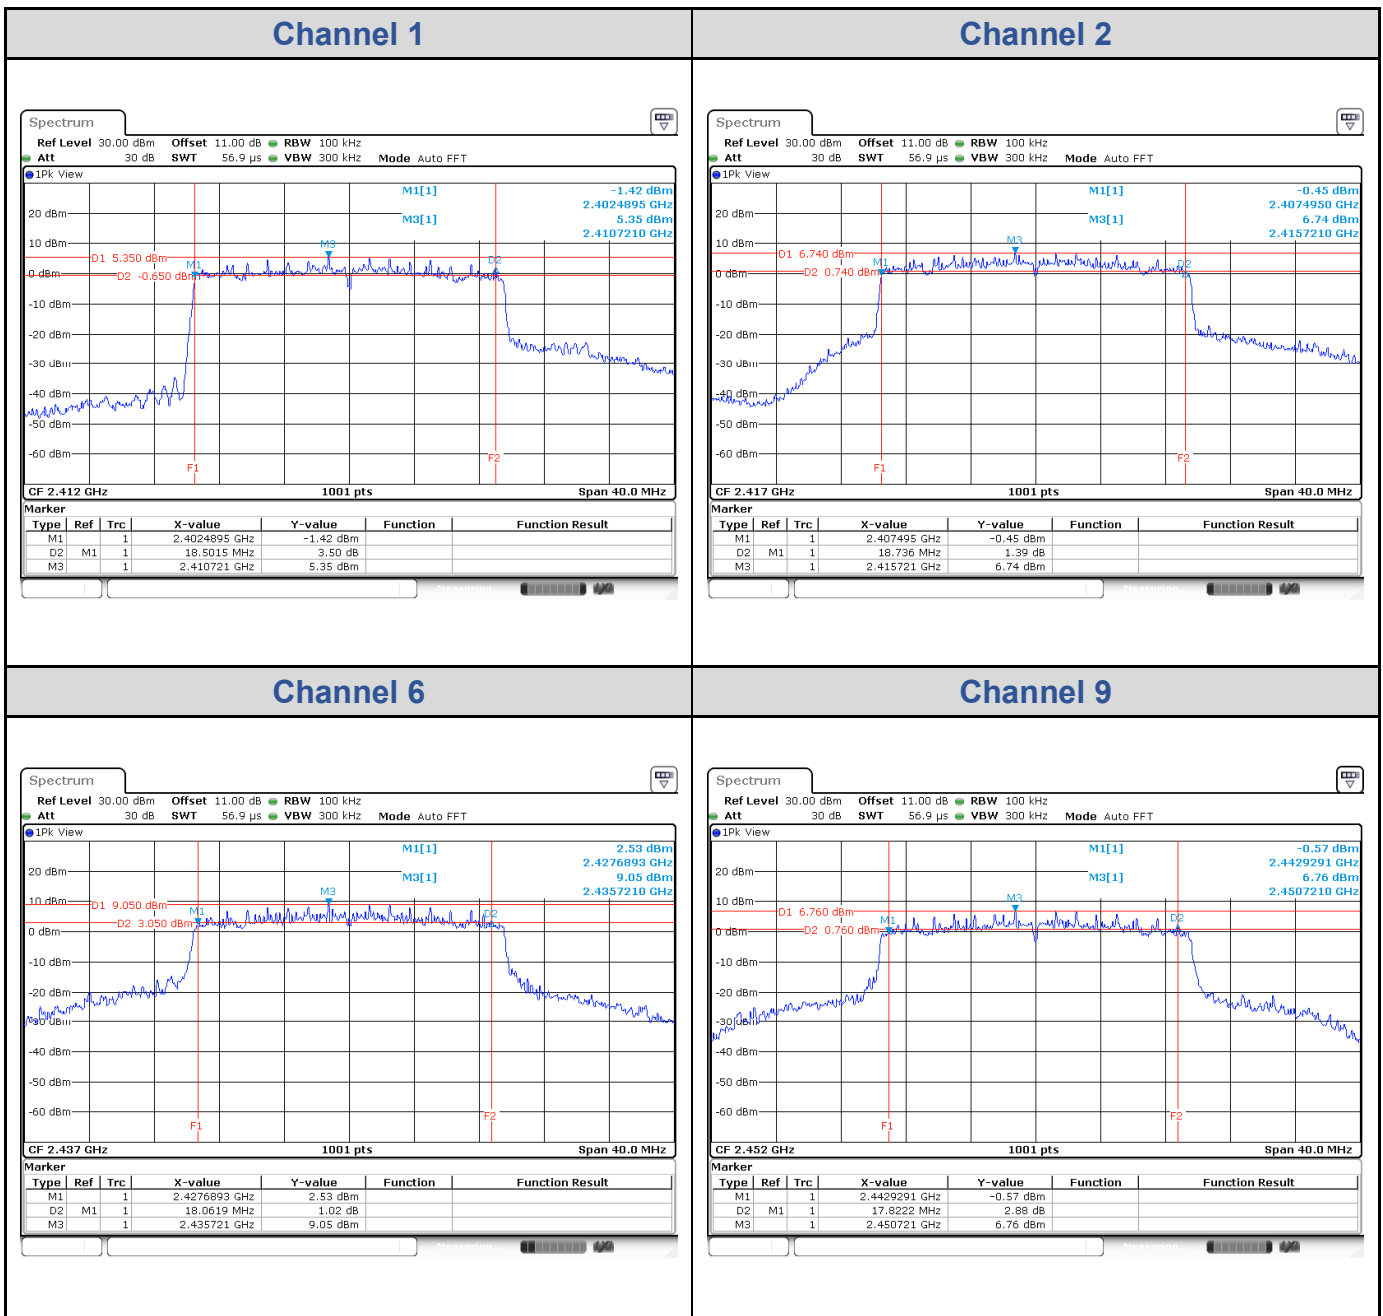 Channel 1
Spectrum
Ref Level 30.00 dBm Offset 11.00 dB RBW 100 kHz
Att 30 dB SWT 56.9 µs VBW 300 kHz Mode Auto FFT
1Pk View
M1[1] -1.42 dBm
2.4024895 GHz
M3[1] 5.35 dBm
2.4107210 GHz
20 dBm
10 dBm
M3
D1 5.350 dBm
M1
D2
0 dBm
D2 -0.650 dBm
-10 dBm
-20 dBm
-30 dBm
-40 dBm
-50 dBm
-60 dBm
F1
F2
CF 2.412 GHz 1001 pts Span 40.0 MHz
Marker
Type Ref Trc X-value Y-value Function Function Result
M1 1 2.4024895 GHz -1.42 dBm
D2 M1 1 18.5015 MHz 3.50 dB
M3 1 2.410721 GHz 5.35 dBm
Measuring...
Channel 2
Spectrum
Ref Level 30.00 dBm Offset 11.00 dB RBW 100 kHz
Att 30 dB SWT 56.9 µs VBW 300 kHz Mode Auto FFT
1Pk View
M1[1] -0.45 dBm
2.4074950 GHz
M3[1] 6.74 dBm
2.4157210 GHz
20 dBm
10 dBm
M3
D1 6.740 dBm
M1
D2
0 dBm
D2 0.740 dBm
-10 dBm
-20 dBm
-30 dBm
-40 dBm
-50 dBm
-60 dBm
F1
F2
CF 2.417 GHz 1001 pts Span 40.0 MHz
Marker
Type Ref Trc X-value Y-value Function Function Result
M1 1 2.407495 GHz -0.45 dBm
D2 M1 1 18.736 MHz 1.39 dB
M3 1 2.415721 GHz 6.74 dBm
Measuring...
Channel 6
Spectrum
Ref Level 30.00 dBm Offset 11.00 dB RBW 100 kHz
Att 30 dB SWT 56.9 µs VBW 300 kHz Mode Auto FFT
1Pk View
M1[1] 2.53 dBm
2.4276893 GHz
M3[1] 9.05 dBm
2.4357210 GHz
20 dBm
M3
10 dBm
D1 9.050 dBm
M1
D2
D2 3.050 dBm
0 dBm
-10 dBm
-20 dBm
-30 dBm
-40 dBm
-50 dBm
-60 dBm
F1
F2
CF 2.437 GHz 1001 pts Span 40.0 MHz
Marker
Type Ref Trc X-value Y-value Function Function Result
M1 1 2.4276893 GHz 2.53 dBm
D2 M1 1 18.0619 MHz 1.02 dB
M3 1 2.435721 GHz 9.05 dBm
Measuring...
Channel 9
Spectrum
Ref Level 30.00 dBm Offset 11.00 dB RBW 100 kHz
Att 30 dB SWT 56.9 µs VBW 300 kHz Mode Auto FFT
1Pk View
M1[1] -0.57 dBm
2.4429291 GHz
M3[1] 6.76 dBm
2.4507210 GHz
20 dBm
10 dBm
M3
D1 6.760 dBm
M1
D2
0 dBm
D2 0.760 dBm
-10 dBm
-20 dBm
-30 dBm
-40 dBm
-50 dBm
-60 dBm
F1
F2
CF 2.452 GHz 1001 pts Span 40.0 MHz
Marker
Type Ref Trc X-value Y-value Function Function Result
M1 1 2.4429291 GHz -0.57 dBm
D2 M1 1 17.8222 MHz 2.88 dB
M3 1 2.450721 GHz 6.76 dBm
Measuring...